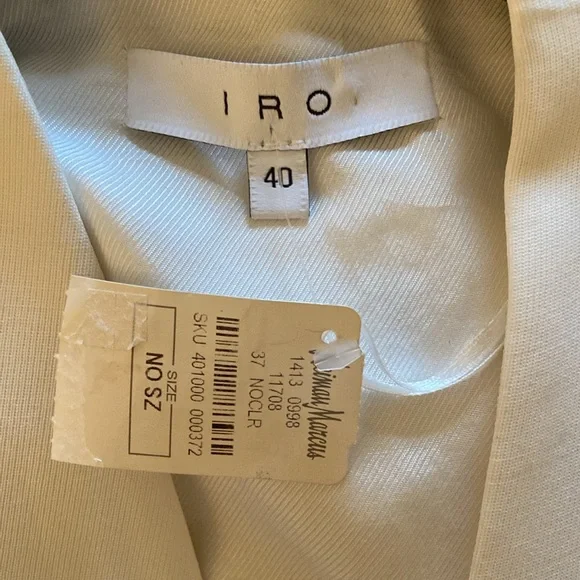 IRO
40
Neiman Marcus
1413 0998
11708
37 NOCLR
SKU 401000 000372
SIZE
NO SZ